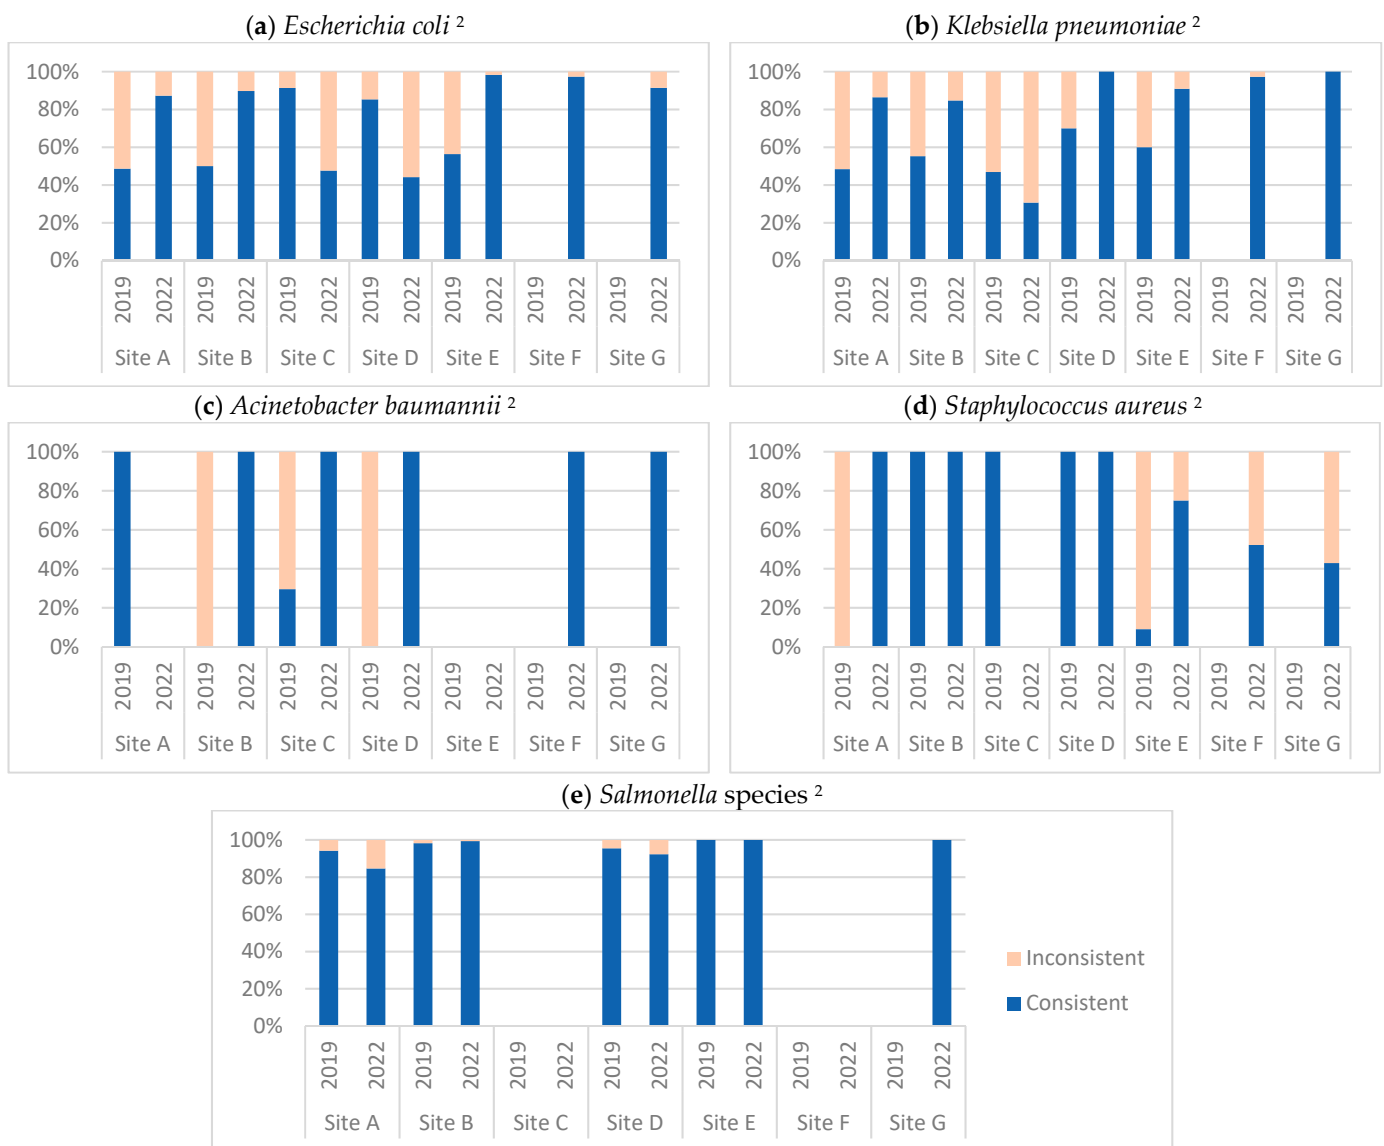 (a) Escherichia coli ²
100%
80%
60%
40%
20%
0%
2019 2022 2019 2022 2019 2022 2019 2022 2019 2022 2019 2022 2019 2022
Site A Site B Site C Site D Site E Site F Site G
(b) Klebsiella pneumoniae ²
100%
80%
60%
40%
20%
0%
2019 2022 2019 2022 2019 2022 2019 2022 2019 2022 2019 2022 2019 2022
Site A Site B Site C Site D Site E Site F Site G
(c) Acinetobacter baumannii ²
100%
80%
60%
40%
20%
0%
2019 2022 2019 2022 2019 2022 2019 2022 2019 2022 2019 2022 2019 2022
Site A Site B Site C Site D Site E Site F Site G
(d) Staphylococcus aureus ²
100%
80%
60%
40%
20%
0%
2019 2022 2019 2022 2019 2022 2019 2022 2019 2022 2019 2022 2019 2022
Site A Site B Site C Site D Site E Site F Site G
(e) Salmonella species ²
100%
80%
60%
40%
20%
0%
2019 2022 2019 2022 2019 2022 2019 2022 2019 2022 2019 2022 2019 2022
Site A Site B Site C Site D Site E Site F Site G
Inconsistent
Consistent